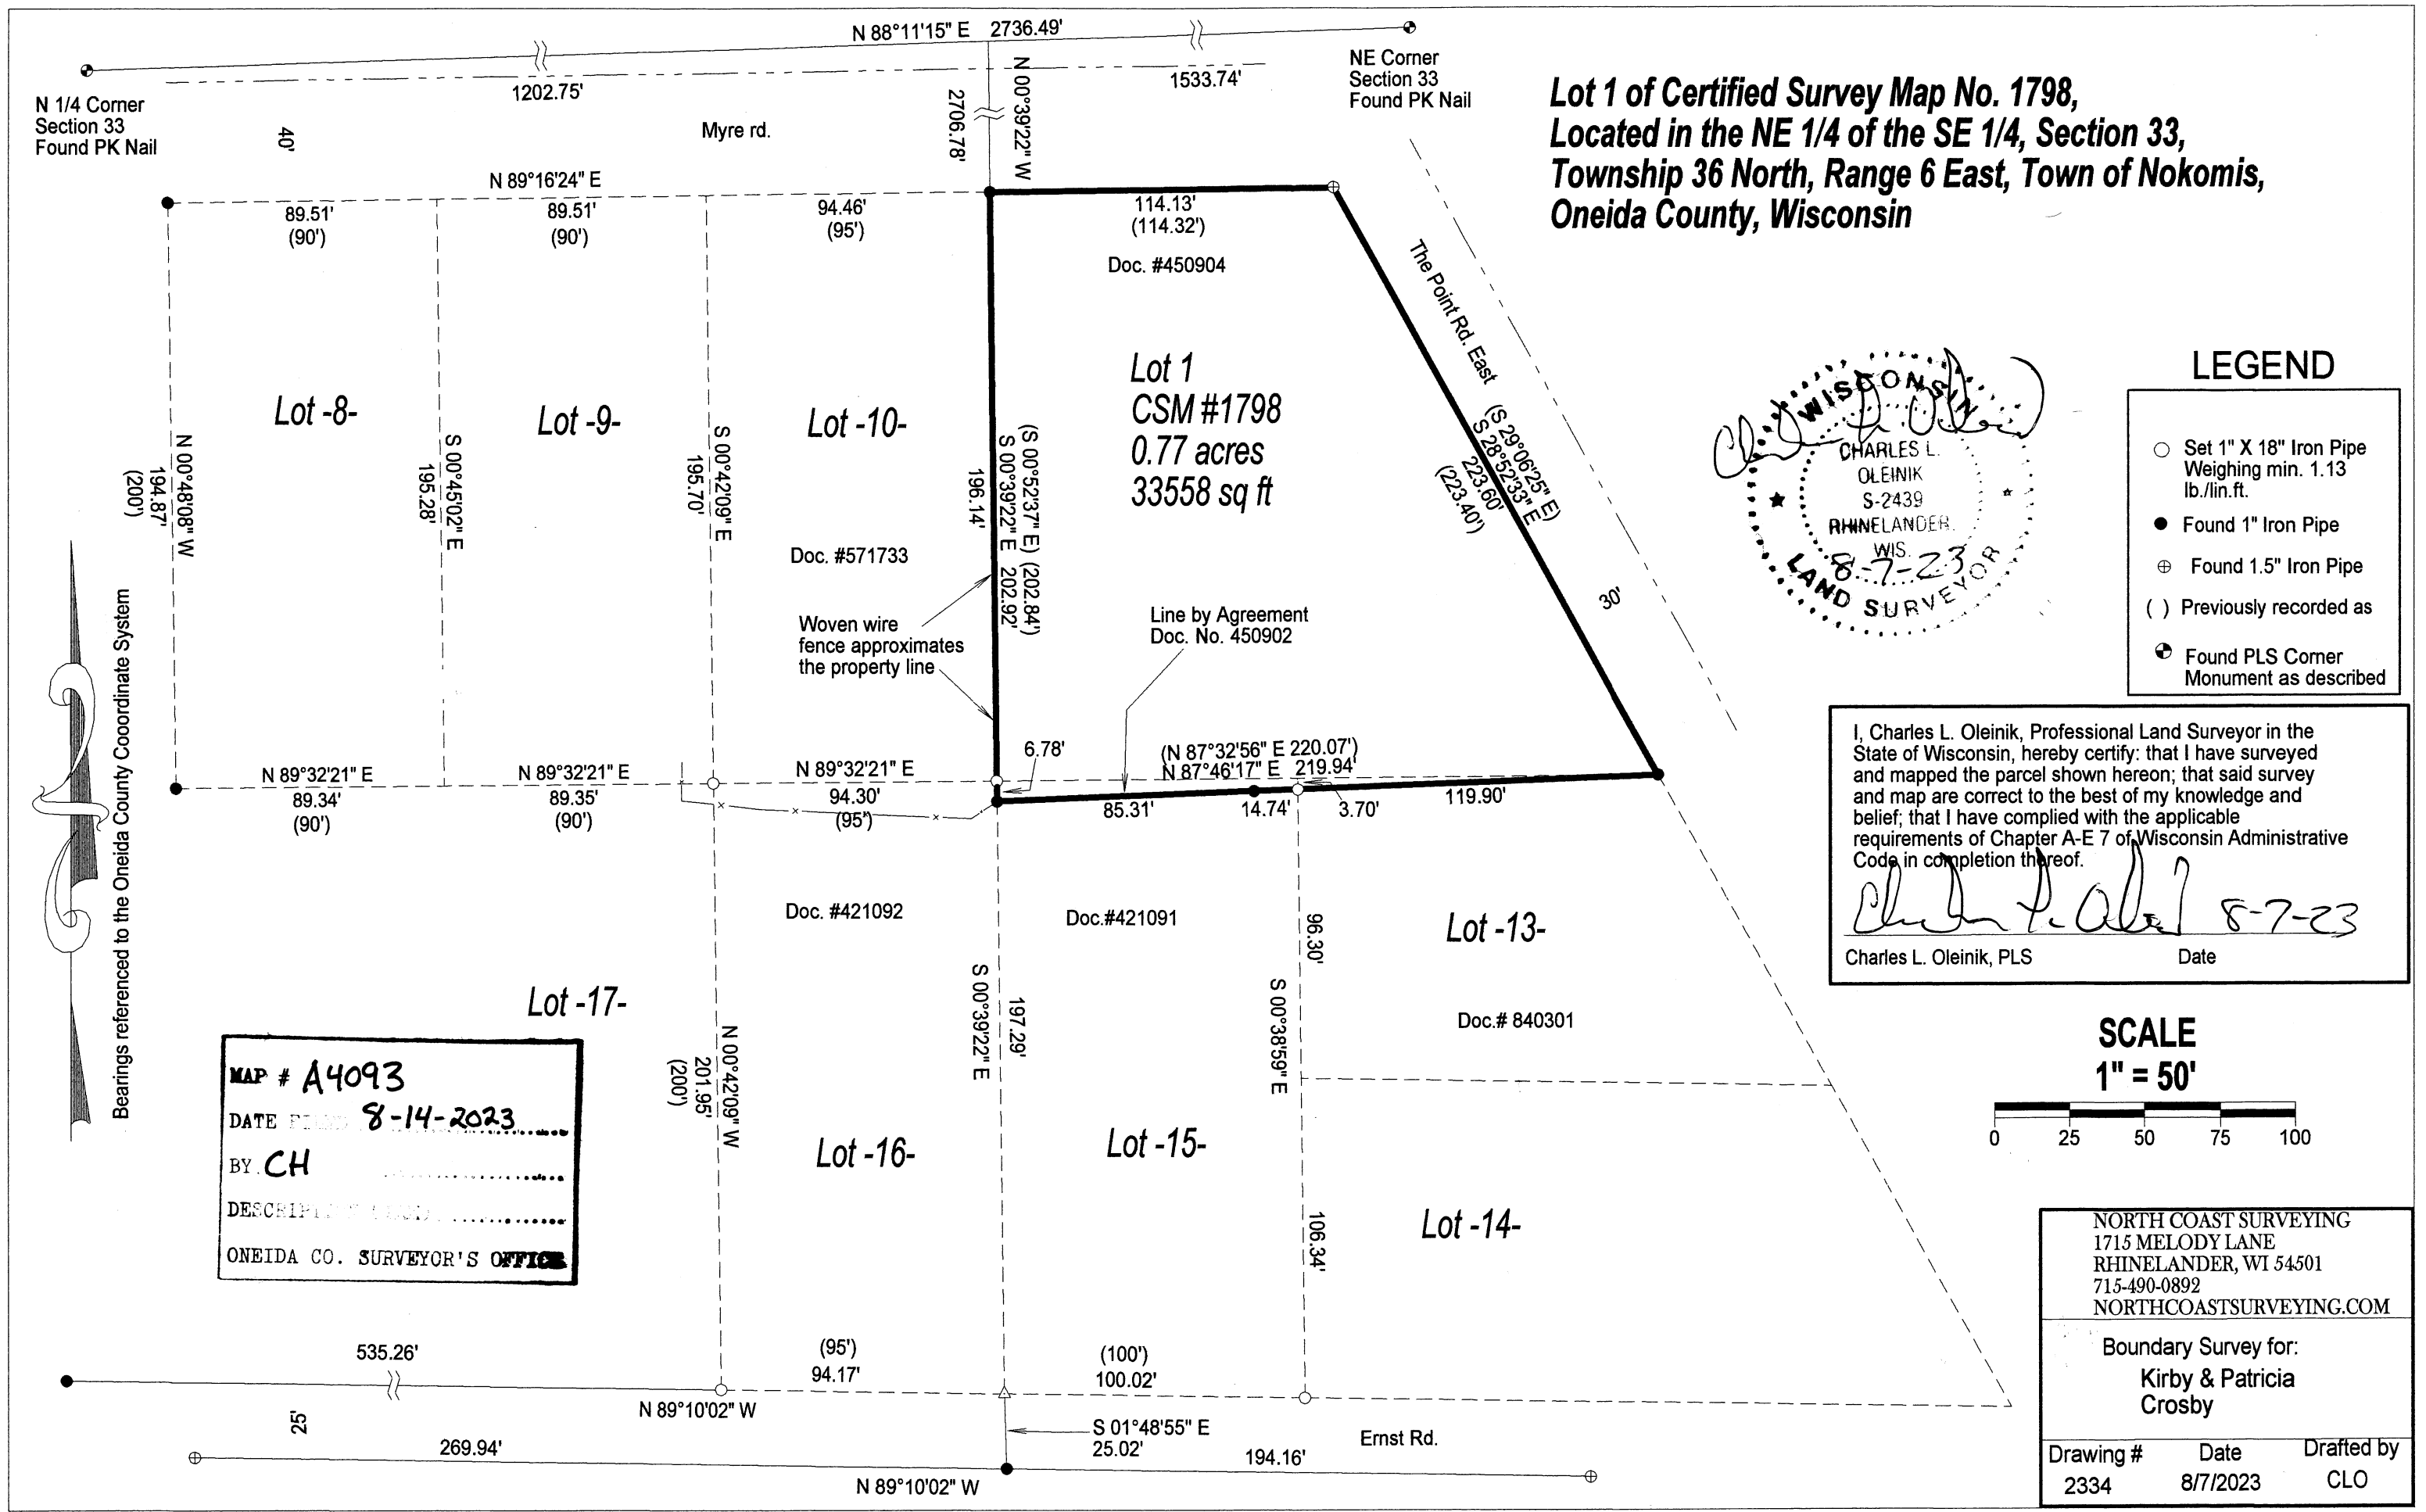 N 88°11'15" E 2736.49'
N 1/4 Corner
Section 33
Found PK Nail
1202.75'
1533.74'
NE Corner
Section 33
Found PK Nail
N 00°39'22" W
2706.78'
40'
Myre rd.
Lot 1 of Certified Survey Map No. 1798,
Located in the NE 1/4 of the SE 1/4, Section 33,
Township 36 North, Range 6 East, Town of Nokomis,
Oneida County, Wisconsin
N 89°16'24" E
89.51'
(90')
89.51'
(90')
94.46'
(95')
114.13'
(114.32')
Doc. #450904
The Point Rd. East
Lot -8-
Lot -9-
Lot -10-
Lot 1
CSM #1798
0.77 acres
33558 sq ft
N 00°48'08" W
194.87'
(200')
S 00°45'02" E
195.28'
S 00°42'09" E
195.70'
196.14'
(S 00°52'37" E) (202.84')
S 00°39'22" E 202.92'
(S 29°06'25" E)
S 28°52'33" E
223.60'
(223.40')
30'
Doc. #571733
Woven wire
fence approximates
the property line
Line by Agreement
Doc. No. 450902
6.78'
(N 87°32'56" E 220.07')
N 87°46'17" E 219.94'
N 89°32'21" E
89.34'
(90')
N 89°32'21" E
89.35'
(90')
N 89°32'21" E
94.30'
(95')
85.31'
14.74'
3.70'
119.90'
Doc. #421092
Doc.#421091
Lot -13-
Doc.# 840301
96.30'
S 00°38'59" E
106.34'
S 00°39'22" E
197.29'
N 00°42'09" W
201.95'
(200')
Lot -17-
Lot -16-
Lot -15-
Lot -14-
Bearings referenced to the Oneida County Coordinate System
MAP # A4093
DATE 8-14-2023
BY. CH
ONEIDA CO. SURVEYOR'S OFFICE
535.26'
(95')
94.17'
(100')
100.02'
25'
N 89°10'02" W
269.94'
S 01°48'55" E
25.02'
194.16'
Ernst Rd.
N 89°10'02" W
WISCONSIN
CHARLES L.
OLEINIK
S-2439
RHINELANDER
WIS.
8-7-23
LAND SURVEYOR
LEGEND
Set 1" X 18" Iron Pipe
Weighing min. 1.13
lb./lin.ft.
Found 1" Iron Pipe
Found 1.5" Iron Pipe
( ) Previously recorded as
Found PLS Corner
Monument as described
I, Charles L. Oleinik, Professional Land Surveyor in the
State of Wisconsin, hereby certify: that I have surveyed
and mapped the parcel shown hereon; that said survey
and map are correct to the best of my knowledge and
belief; that I have complied with the applicable
requirements of Chapter A-E 7 of Wisconsin Administrative
Code in completion thereof.
8-7-23
Charles L. Oleinik, PLS Date
SCALE
1" = 50'
0 25 50 75 100
NORTH COAST SURVEYING
1715 MELODY LANE
RHINELANDER, WI 54501
715-490-0892
NORTHCOASTSURVEYING.COM
Boundary Survey for:
Kirby & Patricia
Crosby
Drawing # Date Drafted by
2334 8/7/2023 CLO